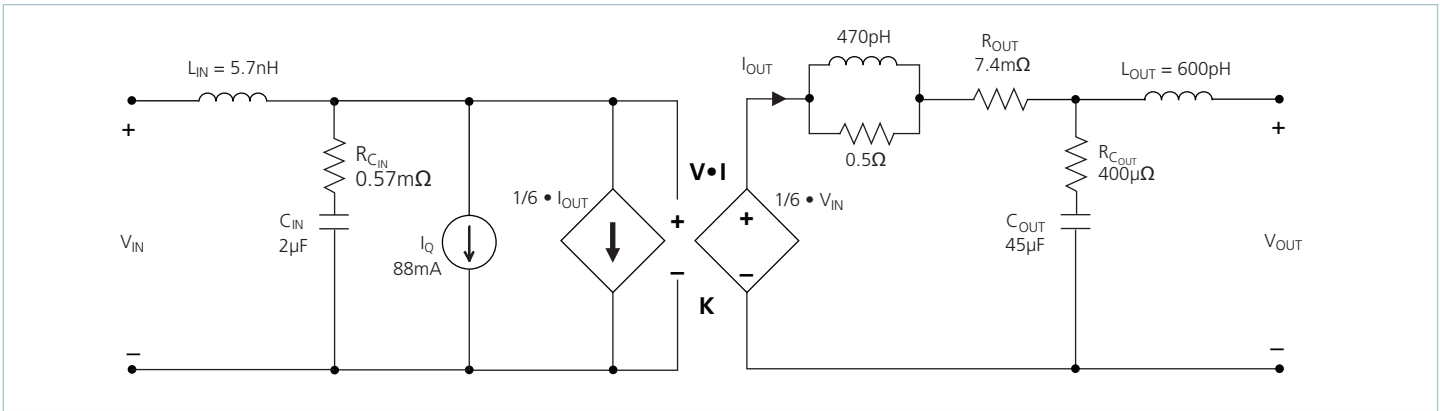 470pH
L_IN = 5.7nH
I_OUT
R_OUT
7.4mΩ
L_OUT = 600pH
+
+
R_C_IN
0.57mΩ
0.5Ω
R_C_OUT
400µΩ
V•I
1/6 • I_OUT
1/6 • V_IN
+
+
C_IN
2µF
C_OUT
45µF
V_IN
I_Q
88mA
V_OUT
–
–
K
–
–